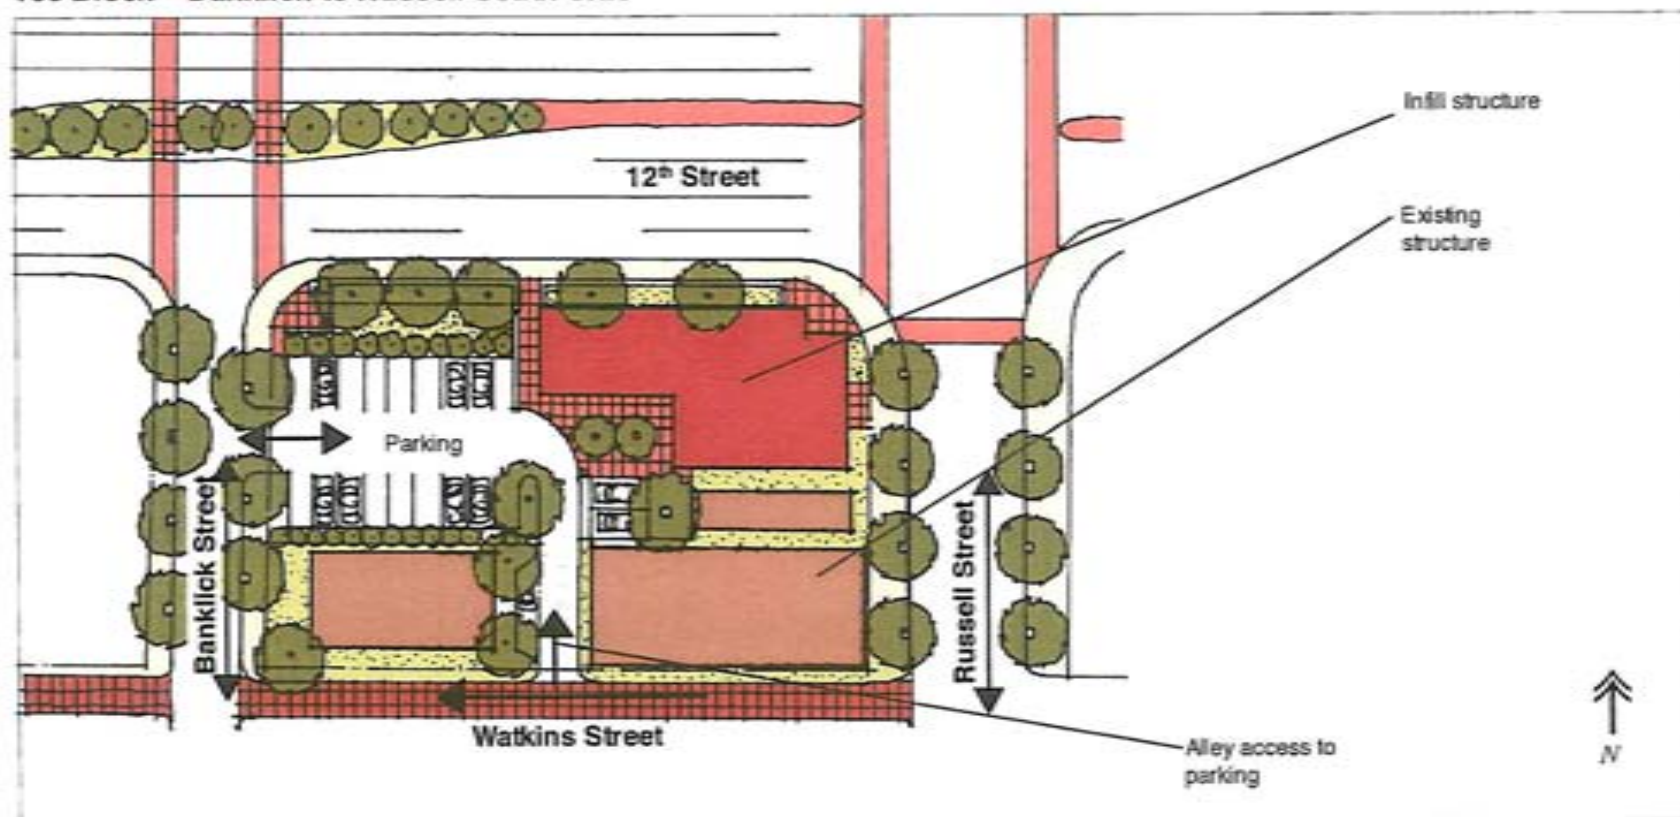 12th Street
Infill structure
Existing
structure
Parking
Banklick Street
Russell Street
Watkins Street
Alley access to
parking
N